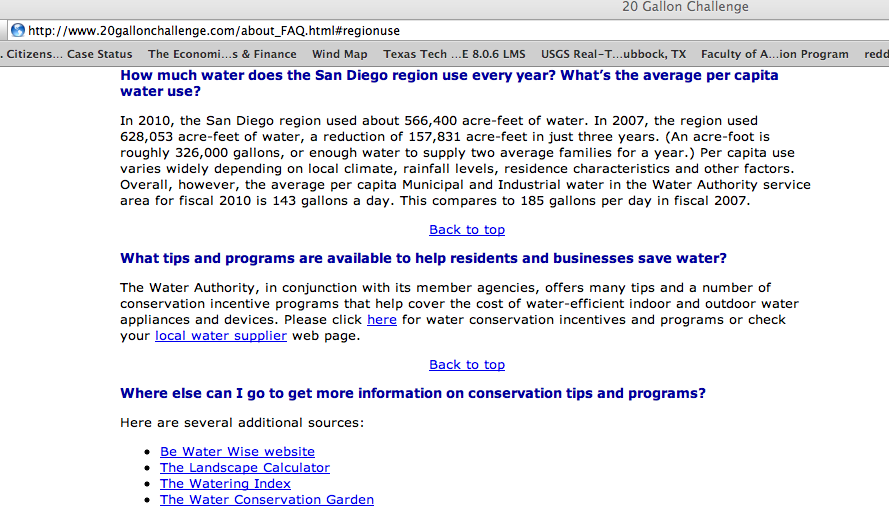 20 Gallon Challenge
http://www.20gallonchallenge.com/about_FAQ.html#regionuse
. Citizens... Case Status The Economi...s & Finance Wind Map Texas Tech ...E 8.0.6 LMS USGS Real-T...ubbock, TX Faculty of A...ion Program redd
How much water does the San Diego region use every year? What's the average per capita
water use?
In 2010, the San Diego region used about 566,400 acre-feet of water. In 2007, the region used
628,053 acre-feet of water, a reduction of 157,831 acre-feet in just three years. (An acre-foot is
roughly 326,000 gallons, or enough water to supply two average families for a year.) Per capita use
varies widely depending on local climate, rainfall levels, residence characteristics and other factors.
Overall, however, the average per capita Municipal and Industrial water in the Water Authority service
area for fiscal 2010 is 143 gallons a day. This compares to 185 gallons per day in fiscal 2007.
Back to top
What tips and programs are available to help residents and businesses save water?
The Water Authority, in conjunction with its member agencies, offers many tips and a number of
conservation incentive programs that help cover the cost of water-efficient indoor and outdoor water
appliances and devices. Please click here for water conservation incentives and programs or check
your local water supplier web page.
Back to top
Where else can I go to get more information on conservation tips and programs?
Here are several additional sources:
• Be Water Wise website
• The Landscape Calculator
• The Watering Index
• The Water Conservation Garden